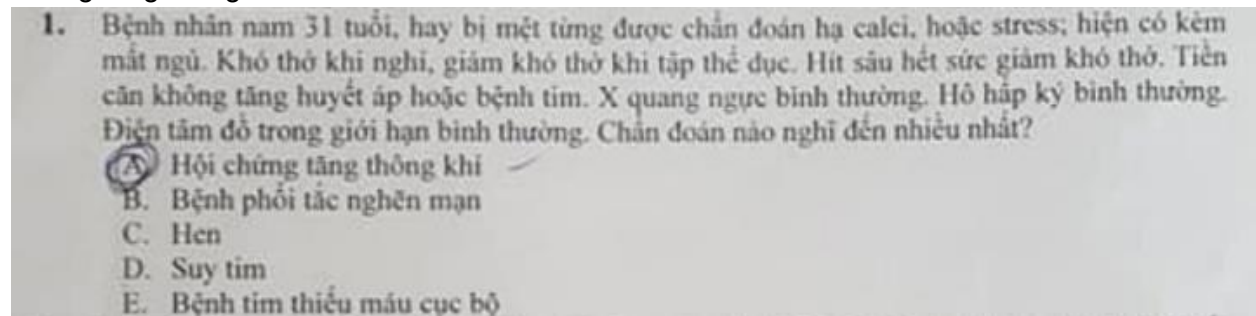 1. Bệnh nhân nam 31 tuổi, hay bị mệt từng được chẩn đoán hạ calci, hoặc stress; hiện có kèm
mất ngủ. Khó thở khi nghỉ, giảm khó thở khi tập thể dục. Hít sâu hết sức giảm khó thở. Tiền
căn không tăng huyết áp hoặc bệnh tim. X quang ngực bình thường. Hô hấp ký bình thường.
Điện tâm đồ trong giới hạn bình thường. Chẩn đoán nào nghĩ đến nhiều nhất?
A. Hội chứng tăng thông khí
B. Bệnh phổi tắc nghẽn mạn
C. Hen
D. Suy tim
E. Bệnh tim thiếu máu cục bộ